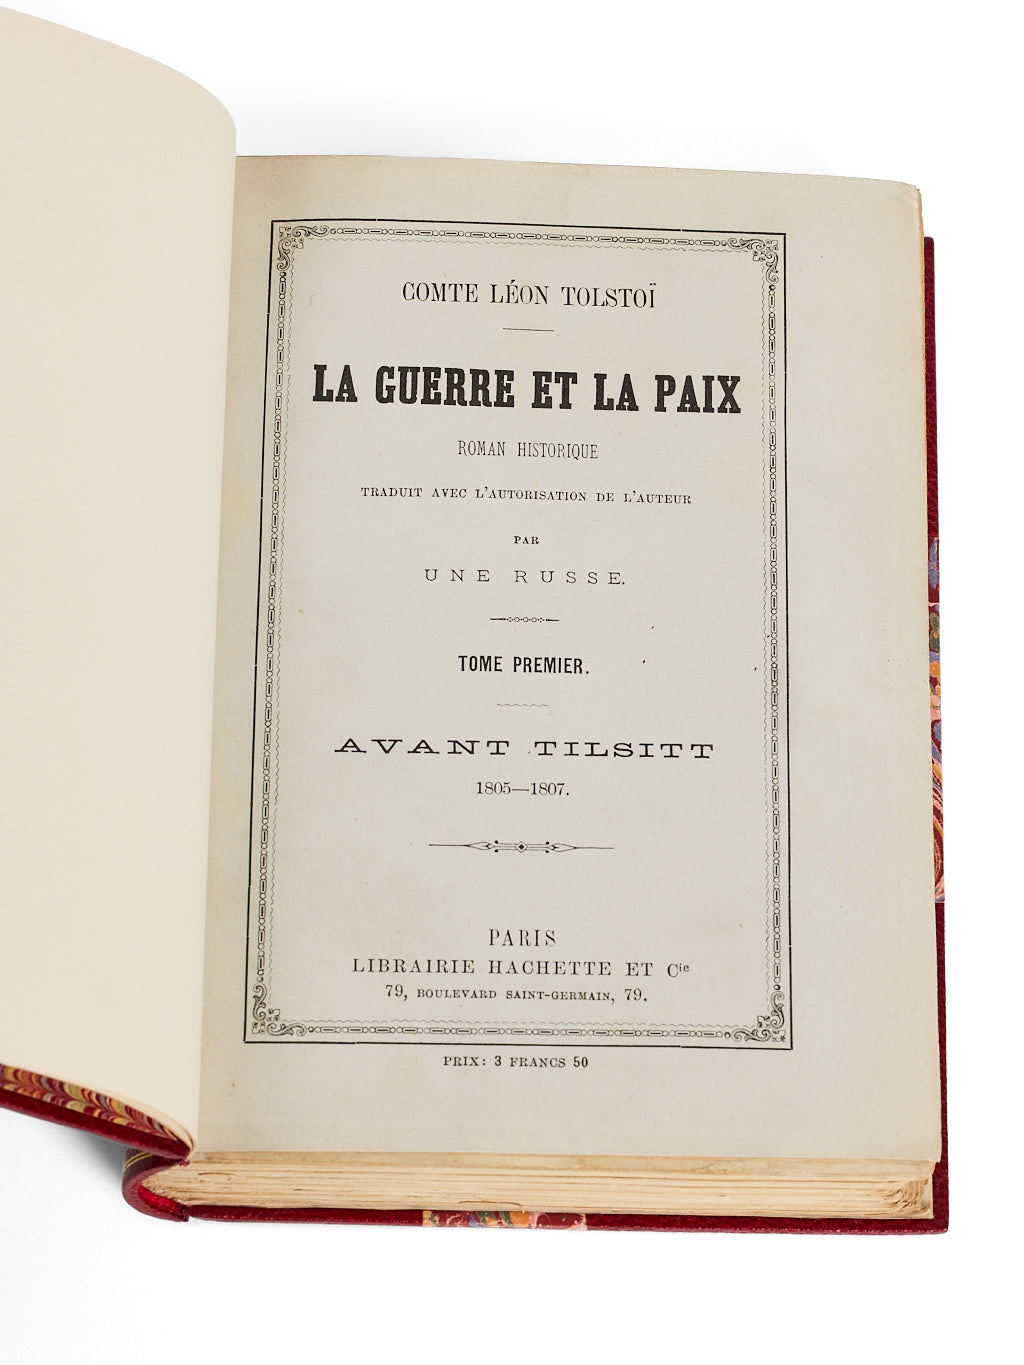 COMTE LÉON TOLSTOÏ
LA GUERRE ET LA PAIX
ROMAN HISTORIQUE
TRADUIT AVEC L'AUTORISATION DE L'AUTEUR
PAR
UNE RUSSE.
TOME PREMIER.
AVANT TILSITT
1805—1807.
PARIS
LIBRAIRIE HACHETTE ET Cie
79, BOULEVARD SAINT-GERMAIN, 79.
PRIX: 3 FRANCS 50